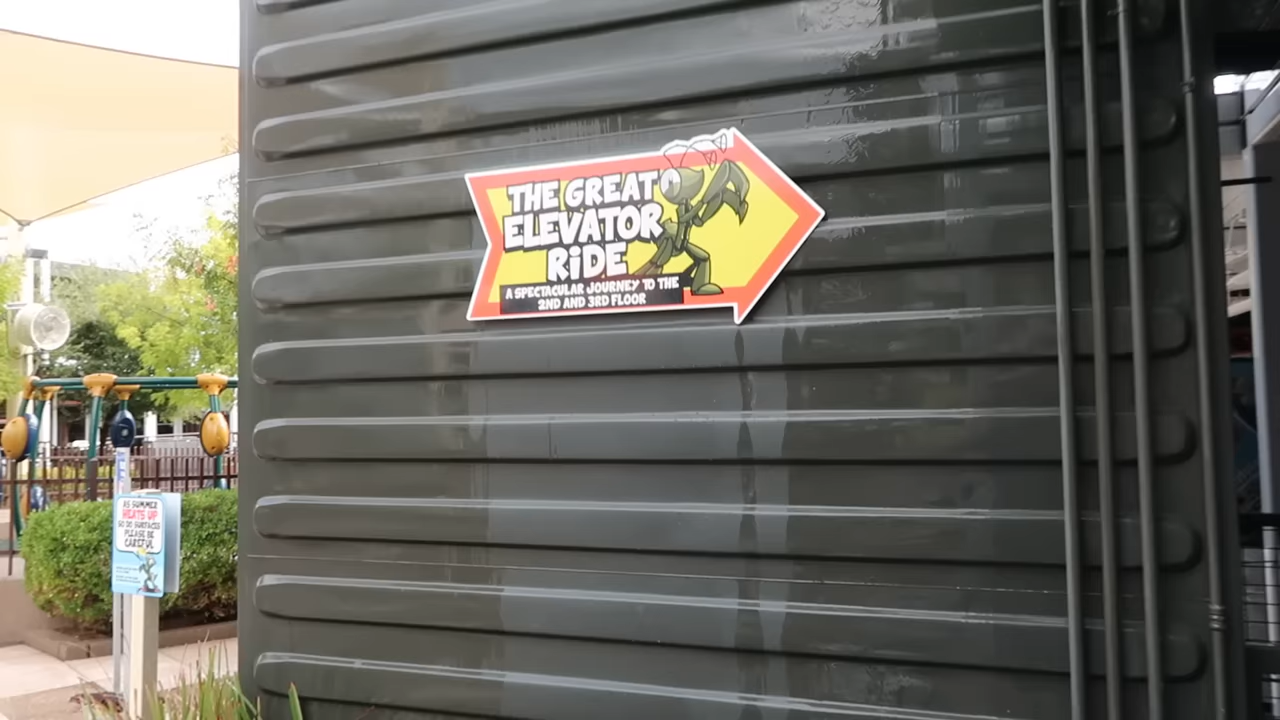 THE GREAT
ELEVATOR
RiDE
A SPECTACULAR JOURNEY TO THE
2ND AND 3RD FLOOR
AS SUMMER
HEATS UP
SO DO SURFACES
PLEASE BE
CAREFUL